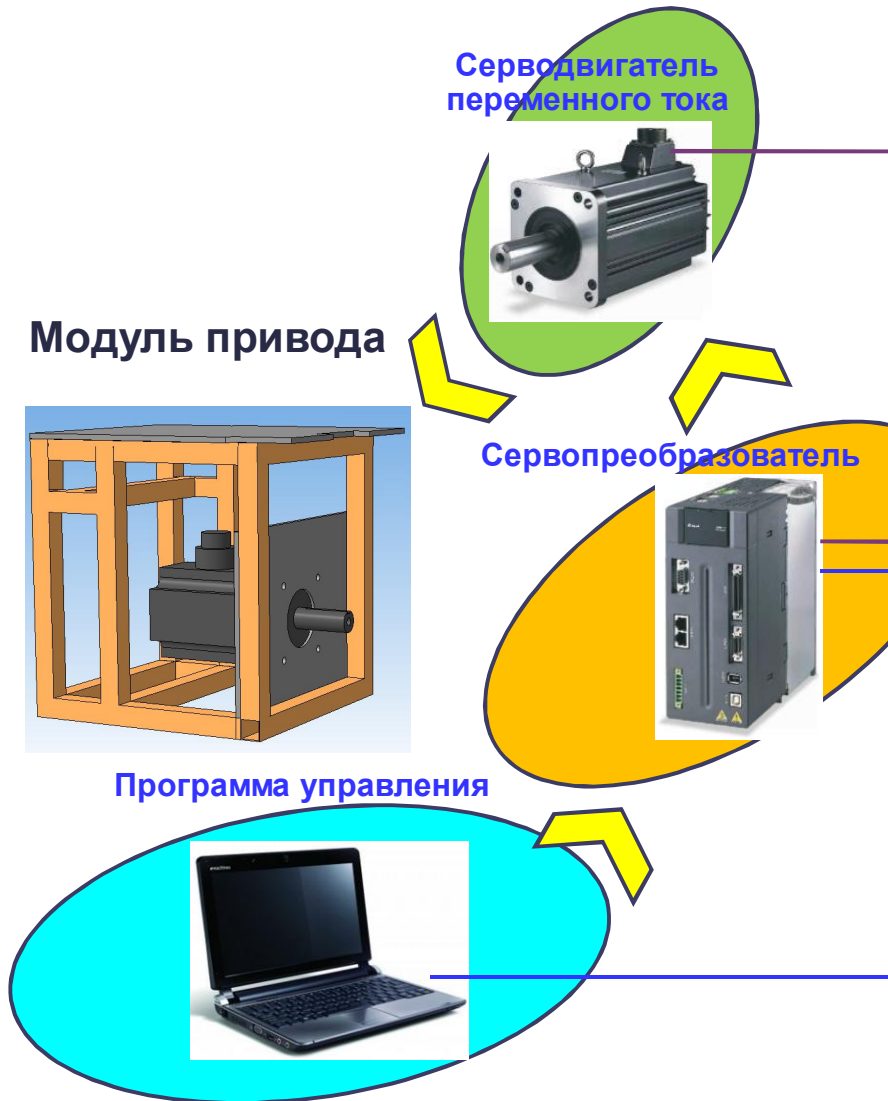 Серводвигатель
переменного тока
Модуль привода
Сервопреобразователь
Программа управления